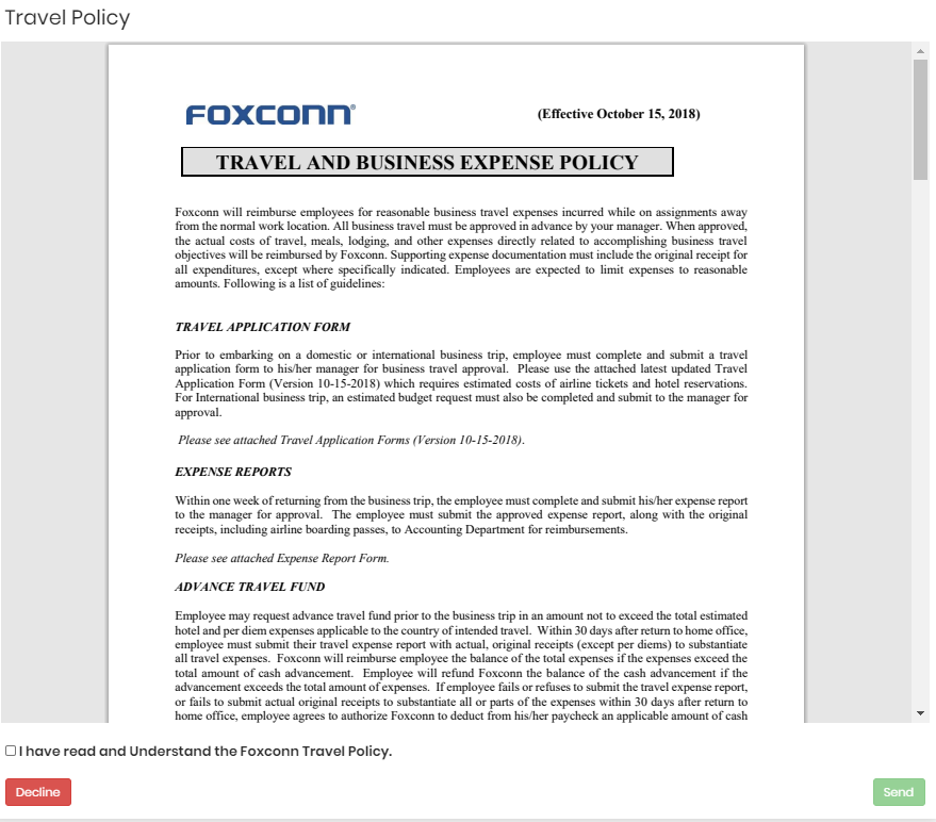 Travel Policy
FOXCONN®
(Effective October 15, 2018)
TRAVEL AND BUSINESS EXPENSE POLICY
Foxconn will reimburse employees for reasonable business travel expenses incurred while on assignments away
from the normal work location. All business travel must be approved in advance by your manager. When approved,
the actual costs of travel, meals, lodging, and other expenses directly related to accomplishing business travel
objectives will be reimbursed by Foxconn. Supporting expense documentation must include the original receipt for
all expenditures, except where specifically indicated. Employees are expected to limit expenses to reasonable
amounts. Following is a list of guidelines:
TRAVEL APPLICATION FORM
Prior to embarking on a domestic or international business trip, employee must complete and submit a travel
application form to his/her manager for business travel approval. Please use the attached latest updated Travel
Application Form (Version 10-15-2018) which requires estimated costs of airline tickets and hotel reservations.
For International business trip, an estimated budget request must also be completed and submit to the manager for
approval.
Please see attached Travel Application Forms (Version 10-15-2018).
EXPENSE REPORTS
Within one week of returning from the business trip, the employee must complete and submit his/her expense report
to the manager for approval. The employee must submit the approved expense report, along with the original
receipts, including airline boarding passes, to Accounting Department for reimbursements.
Please see attached Expense Report Form.
ADVANCE TRAVEL FUND
Employee may request advance travel fund prior to the business trip in an amount not to exceed the total estimated
hotel and per diem expenses applicable to the country of intended travel. Within 30 days after return to home office,
employee must submit their travel expense report with actual, original receipts (except per diems) to substantiate
all travel expenses. Foxconn will reimburse employee the balance of the total expenses if the expenses exceed the
total amount of cash advancement. Employee will refund Foxconn the balance of the cash advancement if the
advancement exceeds the total amount of expenses. If employee fails or refuses to submit the travel expense report,
or fails to submit actual original receipts to substantiate all or parts of the expenses within 30 days after return to
home office, employee agrees to authorize Foxconn to deduct from his/her paycheck an applicable amount of cash
I have read and Understand the Foxconn Travel Policy.
Decline
Send